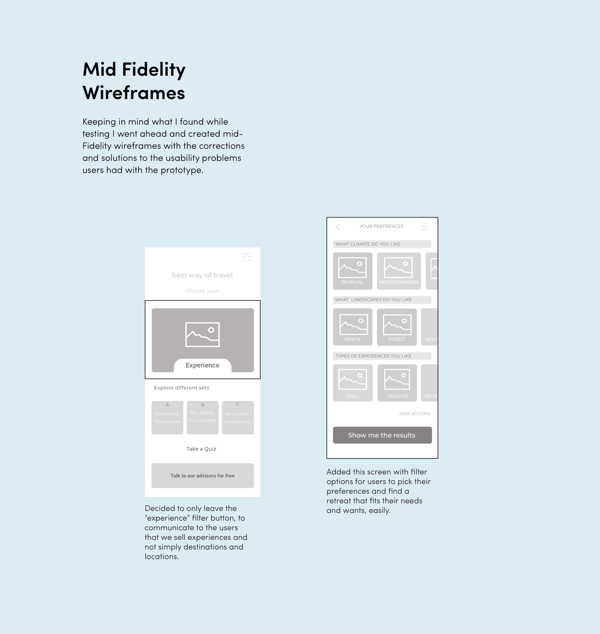 Mid Fidelity
Wireframes
Keeping in mind what I found while
testing I went ahead and created mid-
Fidelity wireframes with the corrections
and solutions to the usability problems
users had with the prototype.
best way of travel
Choose your
Experience
Explore different sets
A B C
Take a Quiz
Talk to our advisors for free
Decided to only leave the
“experience” filter button, to
communicate to the users
that we sell experiences and
not simply destinations and
locations.
YOUR PREFRENCES
WHAT CLIMATE DO YOU LIKE
TROPICAL MEDITERRANEAN
WHAT LANDSCAPES DO YOU LIKE
BEACH FOREST
TYPES OF EXPERIENCES YOU LIKE
CREATIVE
open all filters
Show me the results
Added this screen with filter
options for users to pick their
preferences and find a
retreat that fits their needs
and wants, easily.